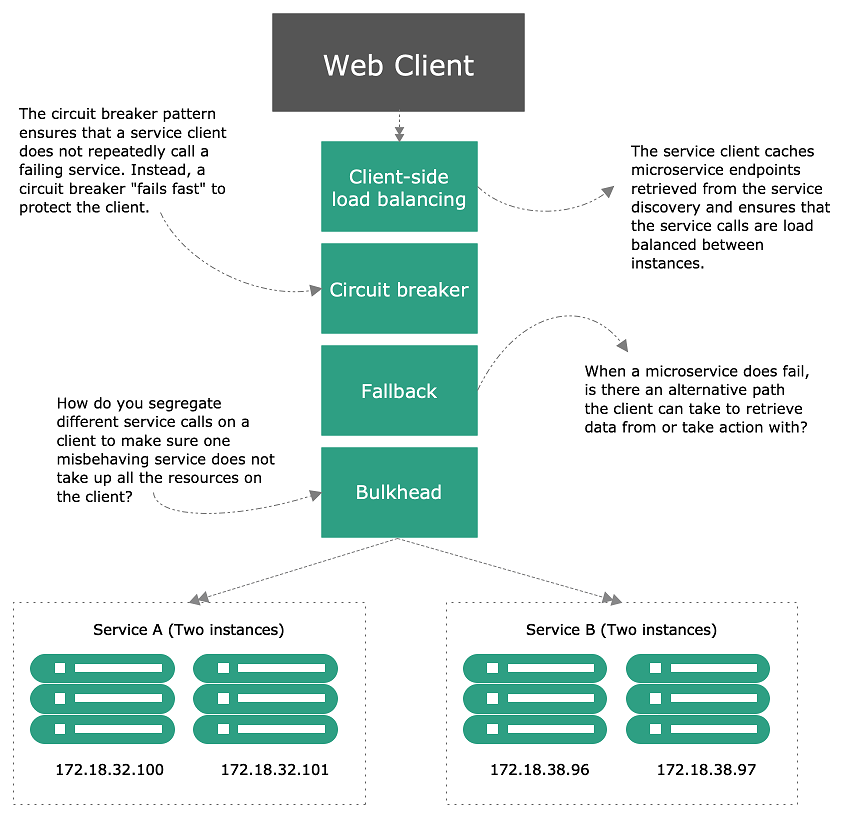 Web Client
The circuit breaker pattern
ensures that a service client
does not repeatedly call a
failing service. Instead, a
circuit breaker "fails fast" to
protect the client.
Client-side
load balancing
The service client caches
microservice endpoints
retrieved from the service
discovery and ensures that
the service calls are load
balanced between
instances.
Circuit breaker
Fallback
When a microservice does fail,
is there an alternative path
the client can take to retrieve
data from or take action with?
How do you segregate
different service calls on a
client to make sure one
misbehaving service does not
take up all the resources on
the client?
Bulkhead
Service A (Two instances)
172.18.32.100
172.18.32.101
Service B (Two instances)
172.18.38.96
172.18.38.97